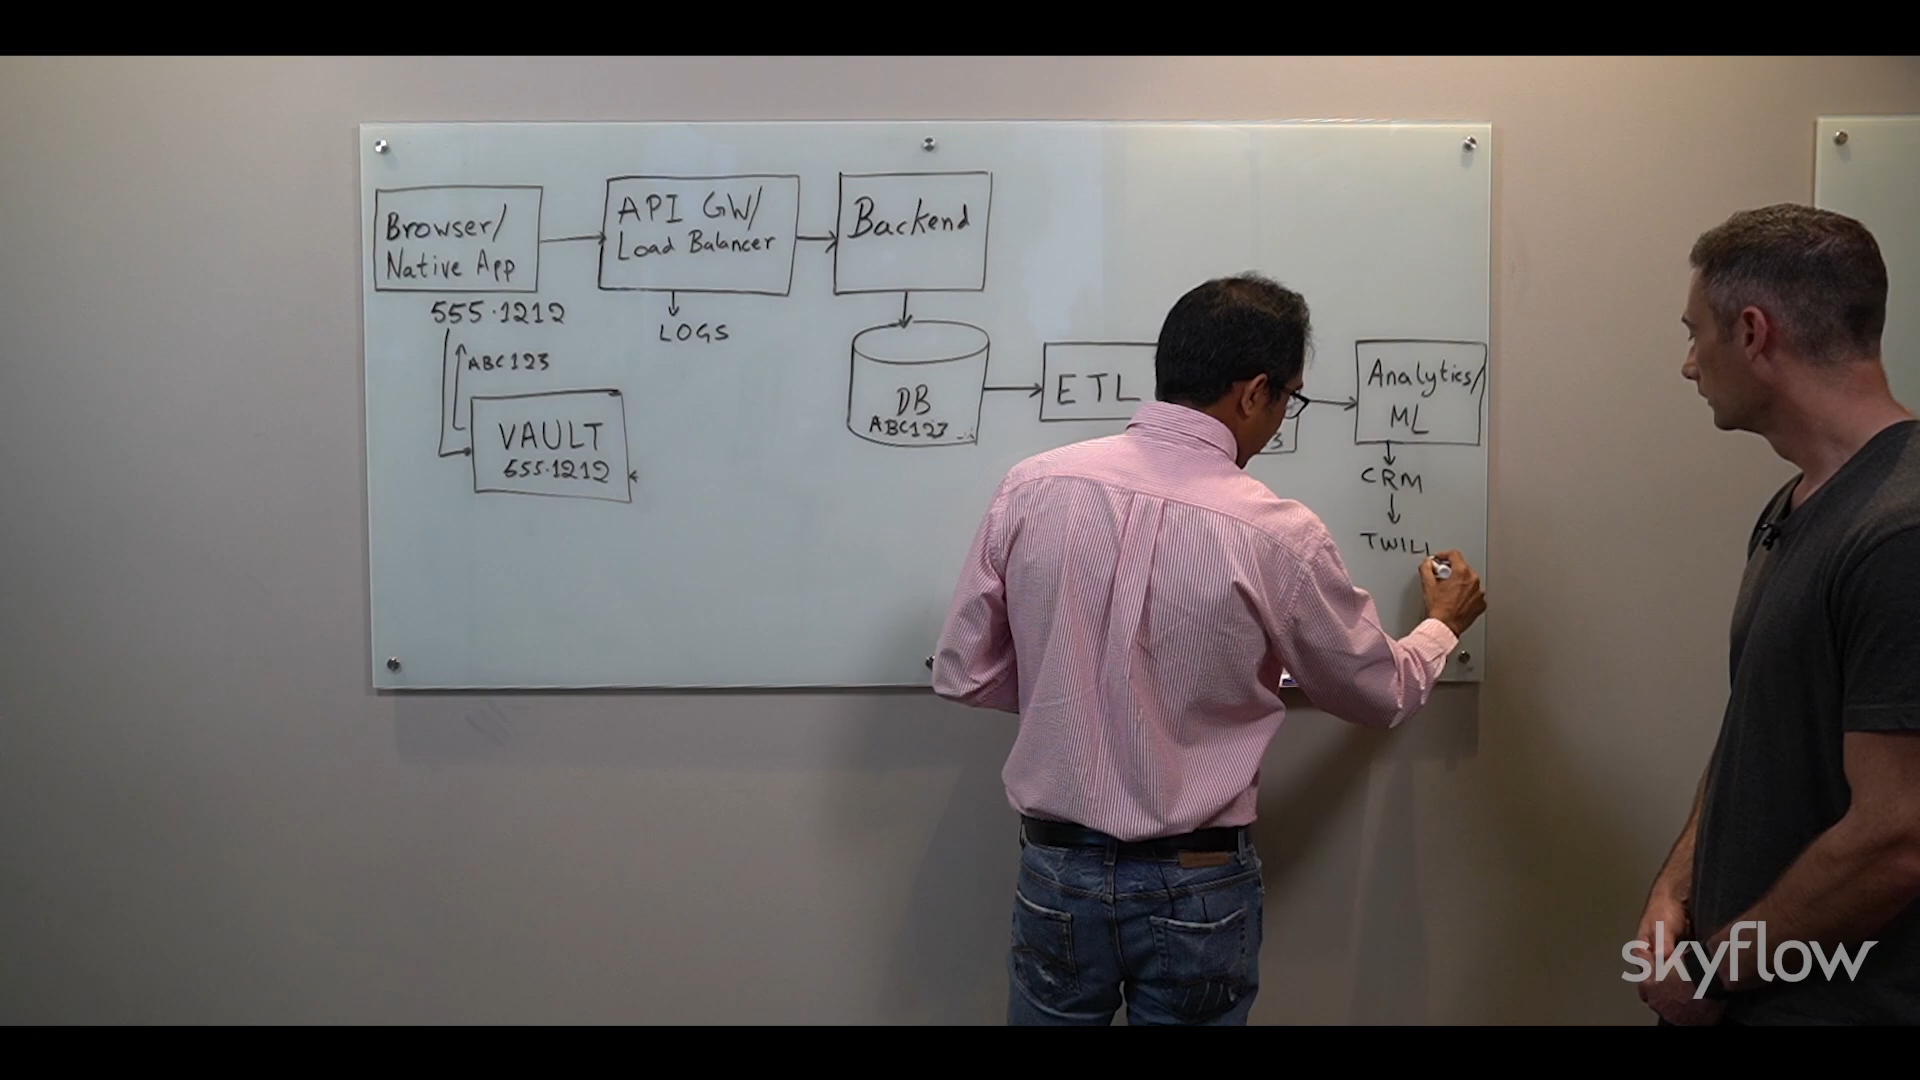 Browser/
Native App
555·1212
ABC123
VAULT
555·1212
API GW/
Load Balancer
LOGS
Backend
DB
ABC123
ETL
3
Analytics/
ML
CRM
TWILI
skyflow